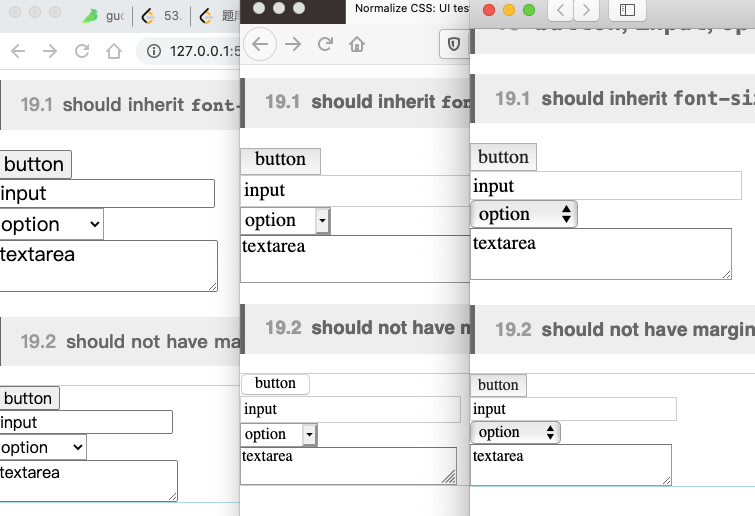 53.
题
Normalize CSS: UI tes
127.0.0.1:5
19.1 should inherit font-
button
input
option
textarea
19.2 should not have ma
button
input
option
textarea
19.1 should inherit fon
button
input
option
textarea
19.2 should not have m
button
input
option
textarea
19.1 should inherit font-siz
button
input
option
textarea
19.2 should not have margin
button
input
option
textarea